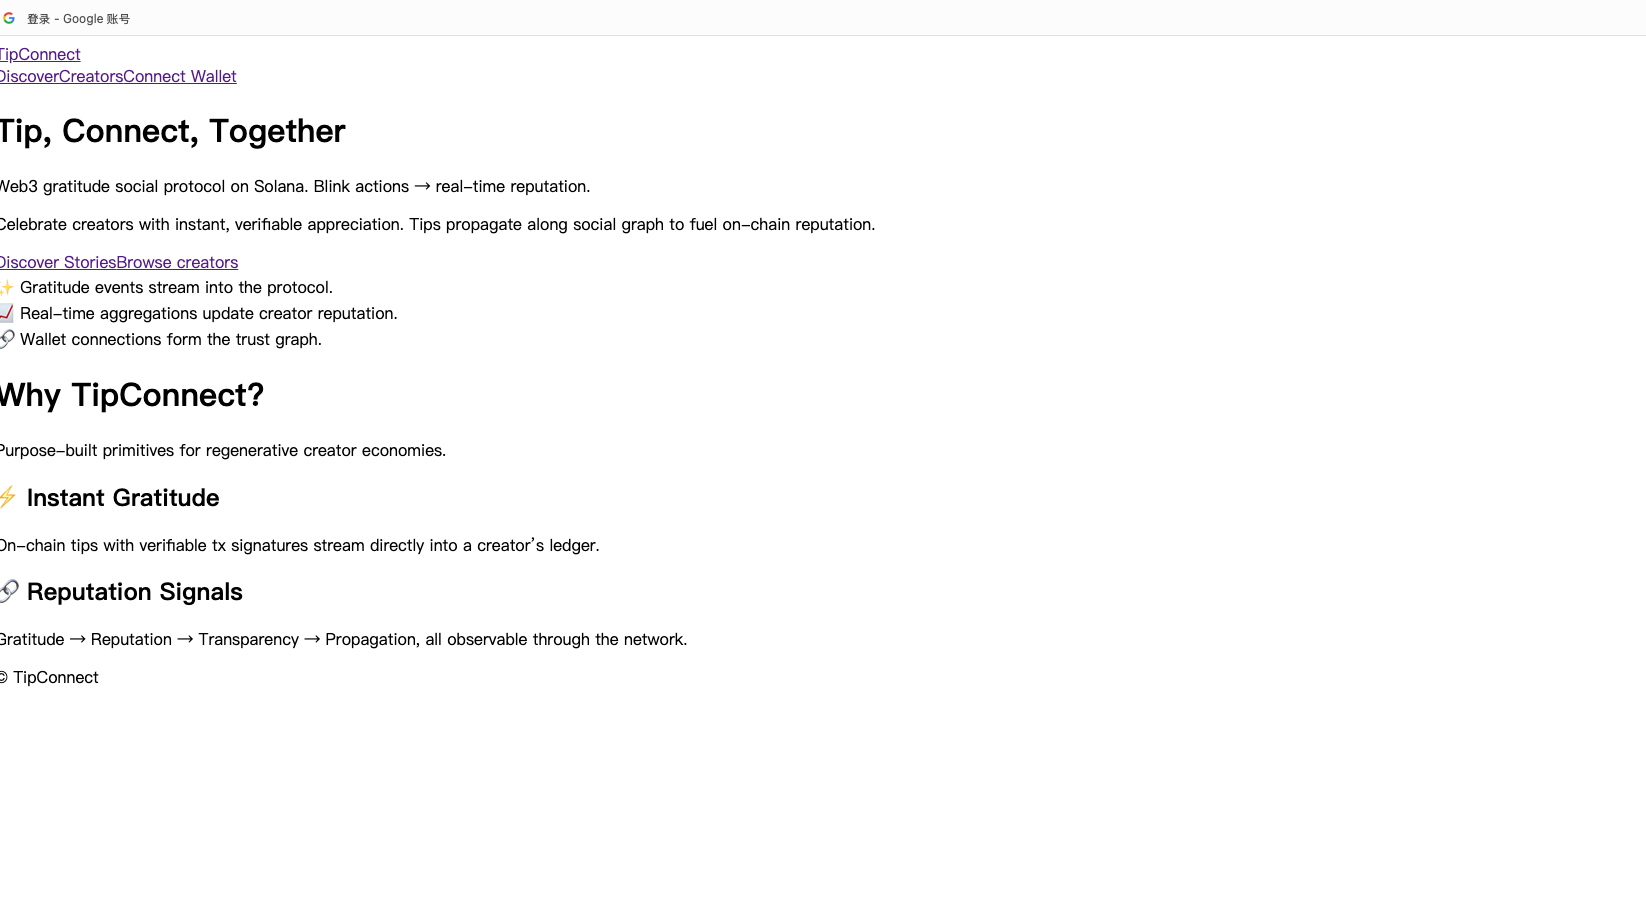 登录 - Google 账号
TipConnect
DiscoverCreatorsConnect Wallet
Tip, Connect, Together
Web3 gratitude social protocol on Solana. Blink actions → real-time reputation.
Celebrate creators with instant, verifiable appreciation. Tips propagate along social graph to fuel on-chain reputation.
Discover StoriesBrowse creators
✨ Gratitude events stream into the protocol.
📈 Real-time aggregations update creator reputation.
🔗 Wallet connections form the trust graph.
Why TipConnect?
Purpose-built primitives for regenerative creator economies.
⚡ Instant Gratitude
On-chain tips with verifiable tx signatures stream directly into a creator’s ledger.
🔗 Reputation Signals
Gratitude → Reputation → Transparency → Propagation, all observable through the network.
© TipConnect